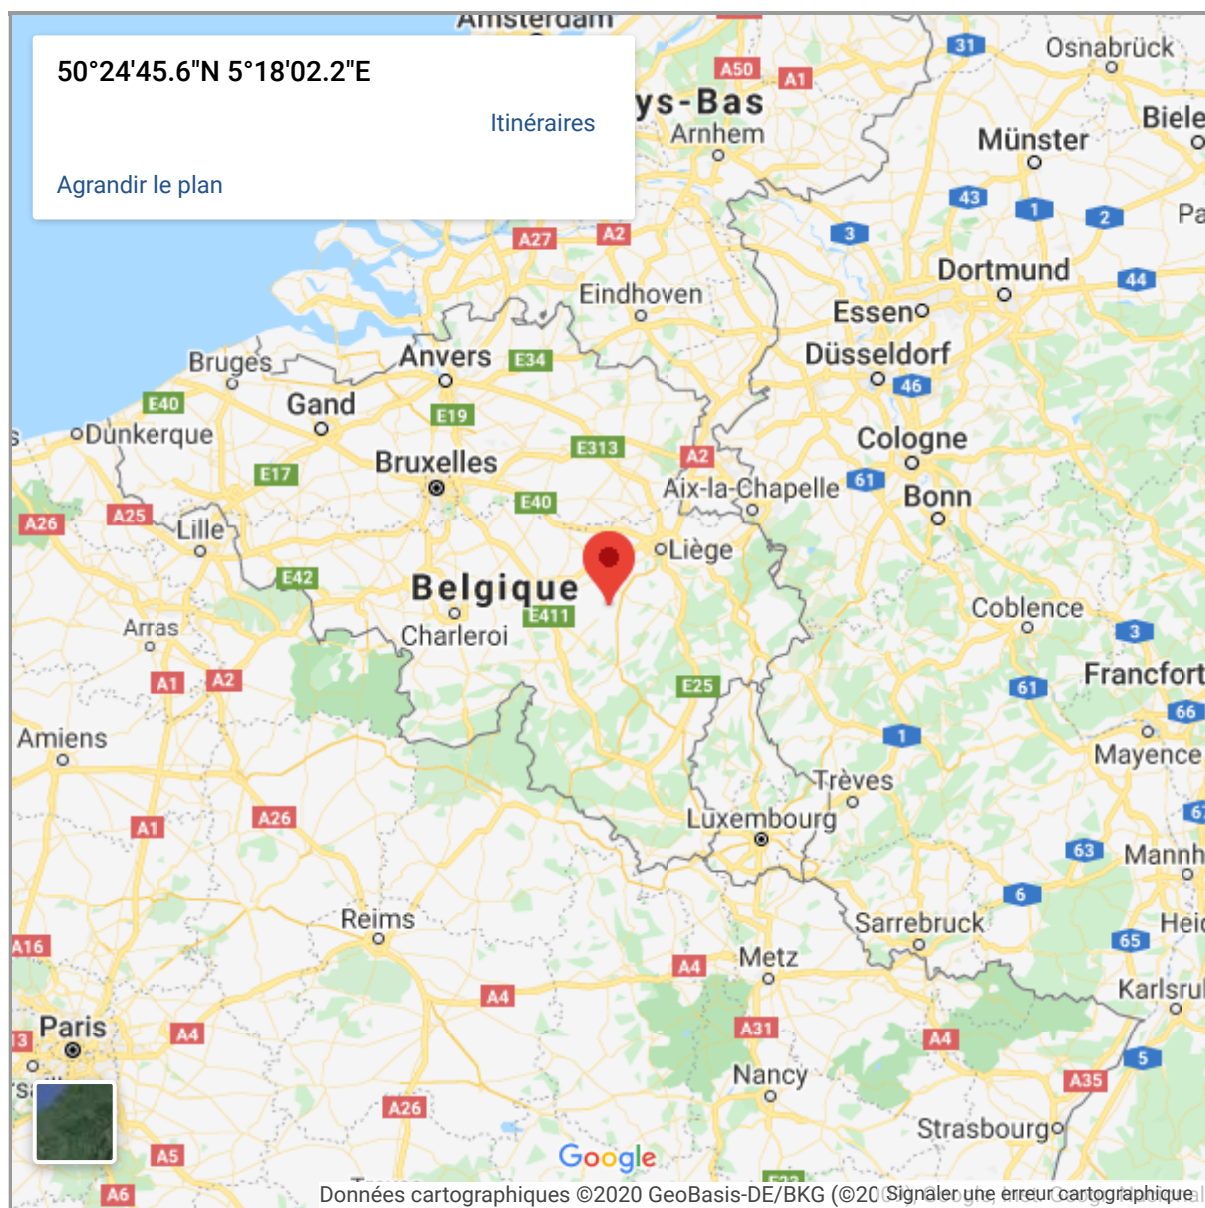 Amsterdam
50°24'45.6"N 5°18'02.2"E
Itinéraires
Agrandir le plan
31
Osnabrück
A50
A1
ys-Bas
Arnhem
Biele
Münster
43
1
2
Pa
3
A27
A2
Dortmund
44
Eindhoven
Essen
Bruges
Anvers
E34
Düsseldorf
46
E40
Gand
E19
Dunkerque
Cologne
E313
A2
Bruxelles
E17
Aix-la-Chapelle
61
Bonn
E40
A26
A25
Lille
Liège
E42
Belgique
E411
Coblence
Arras
Charleroi
3
A1
A2
E25
Francfort
61
66
Amiens
1
Mayence
Trèves
A26
A1
Luxembourg
63
Mannh
6
Reims
Sarrebruck
Heid
A16
65
Metz
A4
A4
Karlsru
Paris
A4
A31
A4
13
5
Nancy
A35
A26
Strasbourg
A5
Google
A6
Données cartographiques ©2020 GeoBasis-DE/BKG (©20
Signaler une erreur cartographique